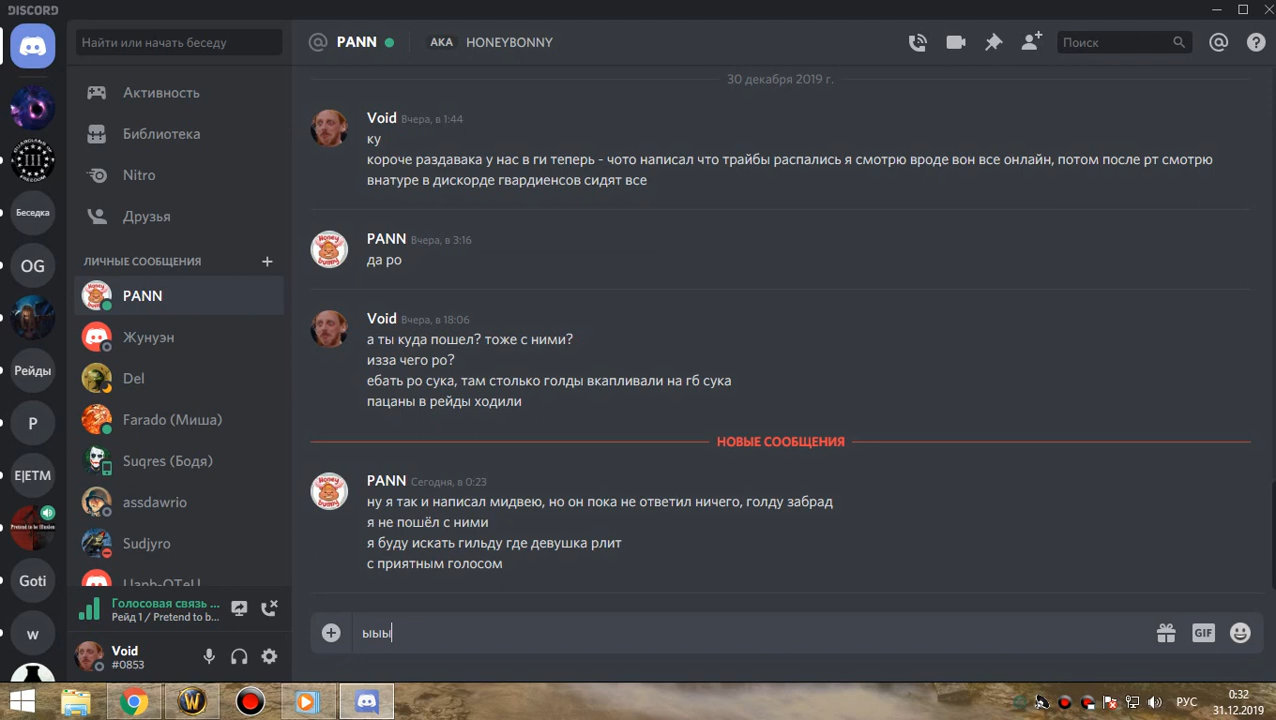 DISCORD
Найти или начать беседу
PANN
AKA HONEYBONNY
Поиск
Активность
Библиотека
Nitro
Друзья
ЛИЧНЫЕ СООБЩЕНИЯ
PANN
Жунуэн
Del
Farado (Миша)
Suqres (Бодя)
assdawrio
Sudjyro
III
Беседка
OG
Рейды
P
E|ETM
Goti
w
Голосовая связь ...
Рейд 1 / Pretend to b...
Void
#0853
30 декабря 2019 г.
Void Вчера, в 1:44
ку
короче раздавака у нас в ги теперь - чото написал что трайбы распались я смотрю вроде вон все онлайн, потом после рт смотрю
внатуре в дискорде гвардиенсов сидят все
PANN Вчера, в 3:16
да ро
Void Вчера, в 18:06
а ты куда пошел? тоже с ними?
изза чего ро?
ебать ро сука, там столько голды вкапливали на гб сука
пацаны в рейды ходили
НОВЫЕ СООБЩЕНИЯ
PANN Сегодня, в 0:23
ну я так и написал мидвею, но он пока не ответил ничего, голду забрад
я не пошёл с ними
я буду искать гильду где девушка рлит
с приятным голосом
ыыы
GIF
РУС
0:32
31.12.2019